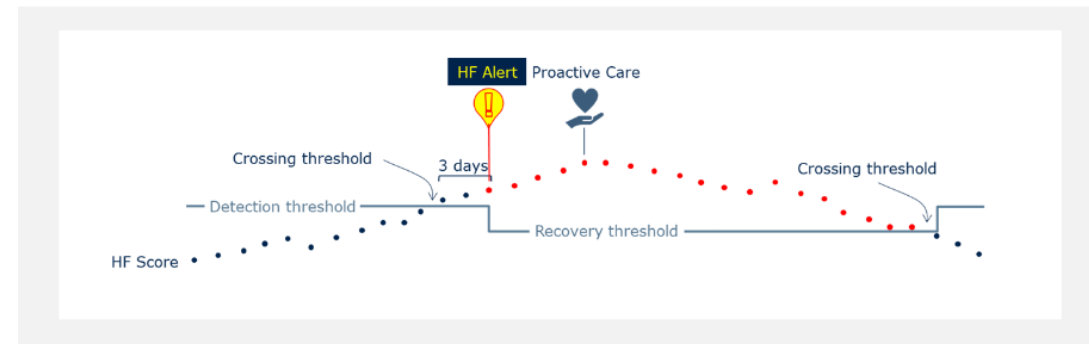 HF Alert Proactive Care
Crossing threshold
3 days
Crossing threshold
Detection threshold
Recovery threshold
HF Score